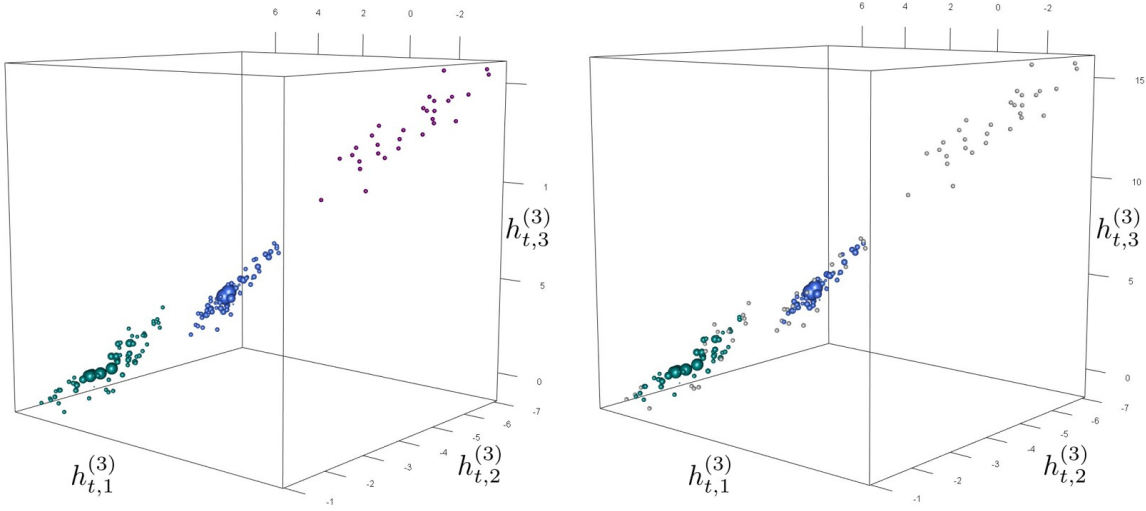 6 4 2 0 -2
1
h_{t,3}^{(3)}
5
0
-7
-6
-5
-4
-3
-2
-1
h_{t,2}^{(3)}
h_{t,1}^{(3)}
6 4 2 0 -2
15
10
h_{t,3}^{(3)}
5
0
-7
-6
-5
-4
-3
-2
-1
h_{t,2}^{(3)}
h_{t,1}^{(3)}